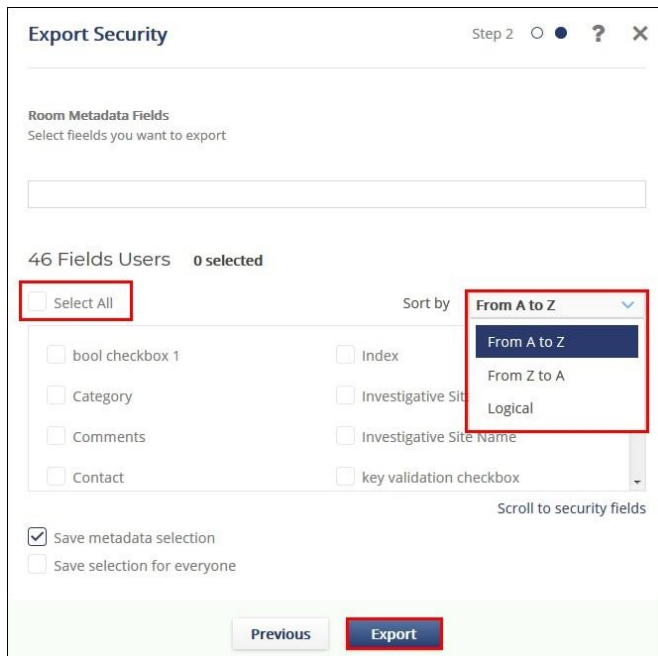 Export Security
Step 2
?
Room Metadata Fields
Select fieelds you want to export
46 Fields Users 0 selected
Select All
Sort by From A to Z
From A to Z
From Z to A
Logical
bool checkbox 1
Index
Category
Investigative Sit
Comments
Investigative Site Name
Contact
key validation checkbox
Scroll to security fields
Save metadata selection
Save selection for everyone
Previous
Export